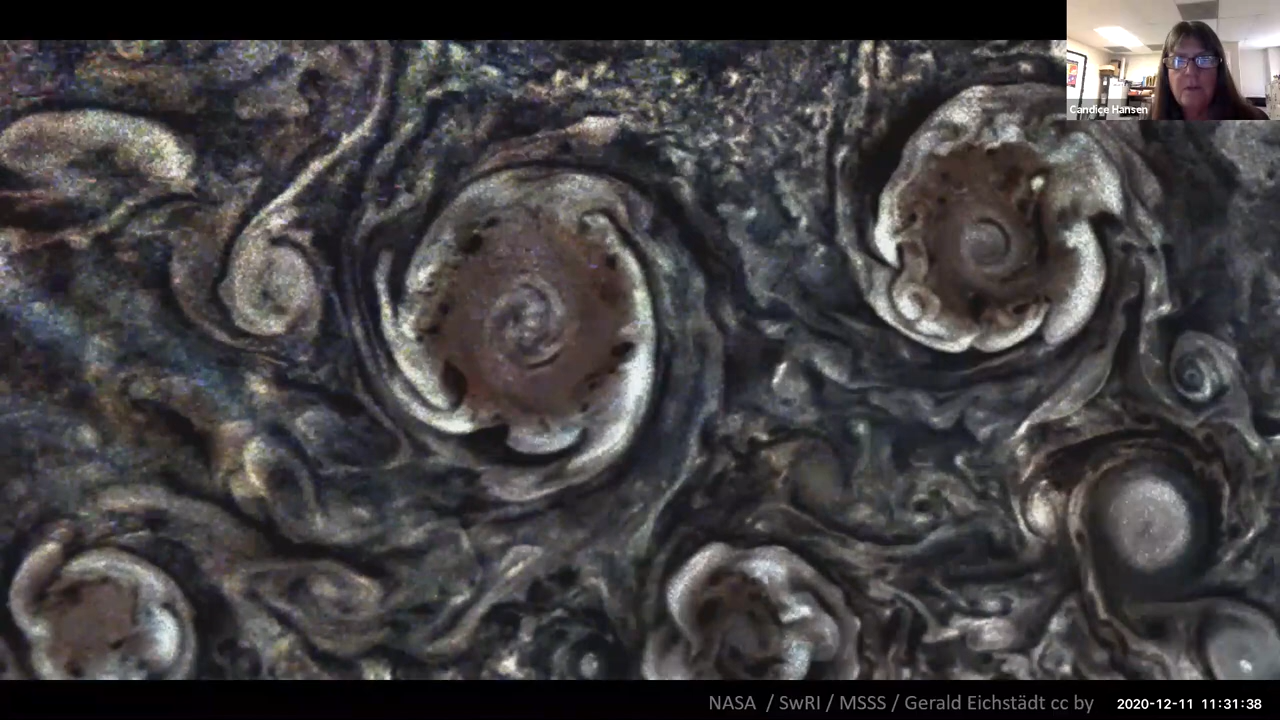 Candice Hansen
NASA / SwRI / MSSS / Gerald Eichstädt cc by
2020-12-11 11:31:38